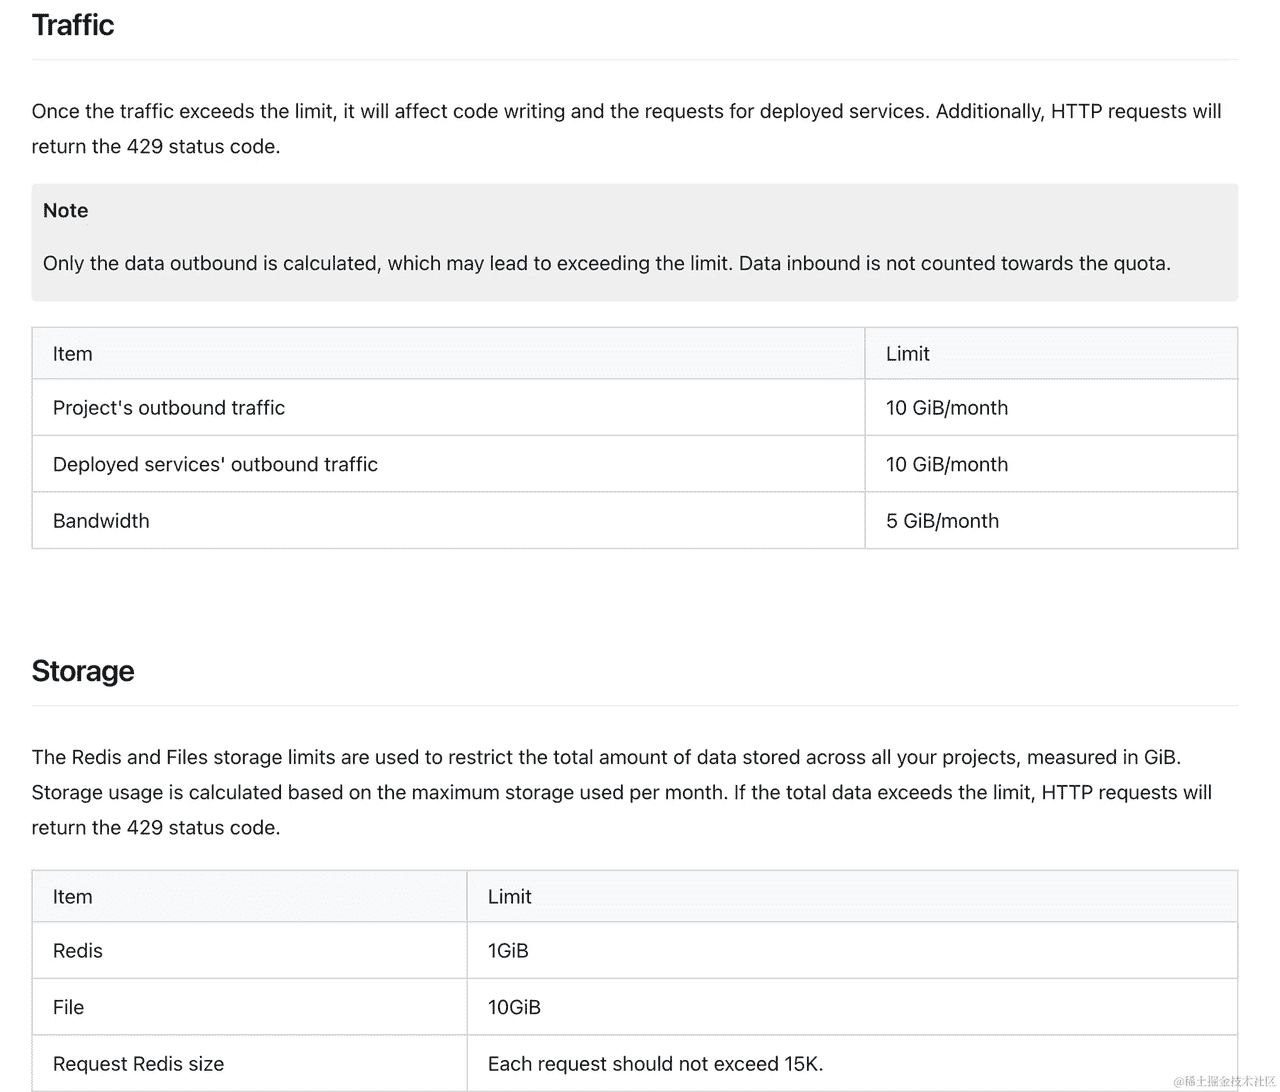 Traffic
Once the traffic exceeds the limit, it will affect code writing and the requests for deployed services. Additionally, HTTP requests will
return the 429 status code.
Note
Only the data outbound is calculated, which may lead to exceeding the limit. Data inbound is not counted towards the quota.
Item Limit
Project's outbound traffic 10 GiB/month
Deployed services' outbound traffic 10 GiB/month
Bandwidth 5 GiB/month
Storage
The Redis and Files storage limits are used to restrict the total amount of data stored across all your projects, measured in GiB.
Storage usage is calculated based on the maximum storage used per month. If the total data exceeds the limit, HTTP requests will
return the 429 status code.
Item Limit
Redis 1GiB
File 10GiB
Request Redis size Each request should not exceed 15K.
@稀土掘金技术社区